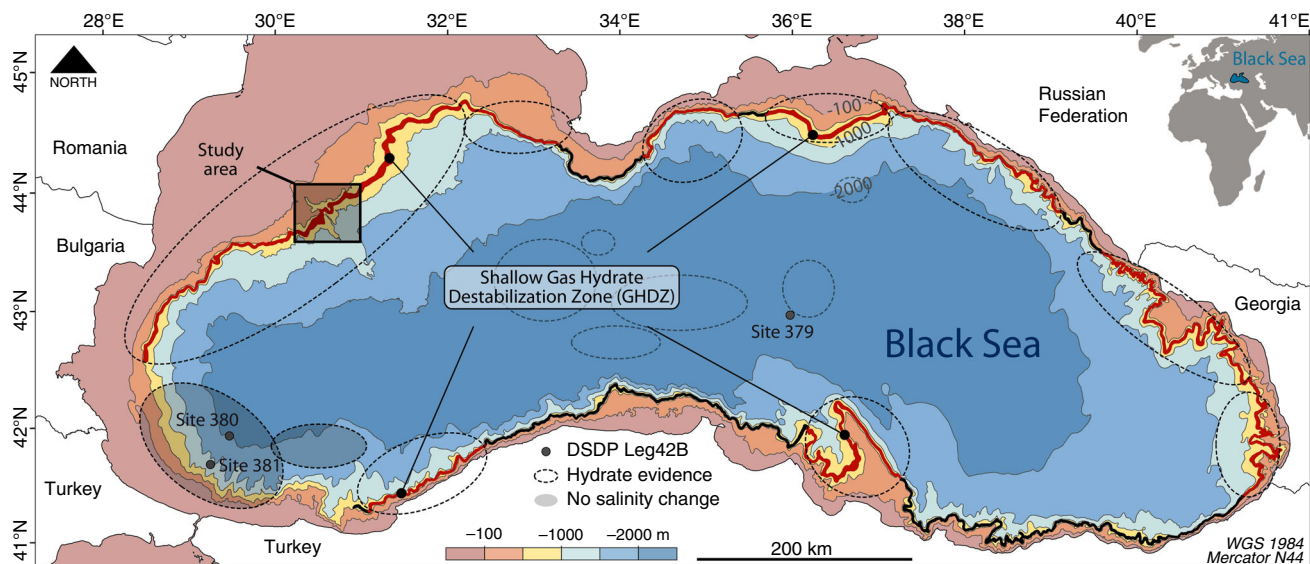 28°E 30°E 32°E 34°E 36°E 38°E 40°E 41°E
45°N
44°N
43°N
42°N
41°N
NORTH
Black Sea
Russian
Federation
Romania
Study
area
-100
-1000
-2000
Bulgaria
Shallow Gas Hydrate
Destabilization Zone (GHDZ)
Site 379
Georgia
Black Sea
Site 380
Site 381
DSDP Leg42B
Hydrate evidence
No salinity change
Turkey
Turkey
−100 −1000 −2000 m
200 km
WGS 1984
Mercator N44